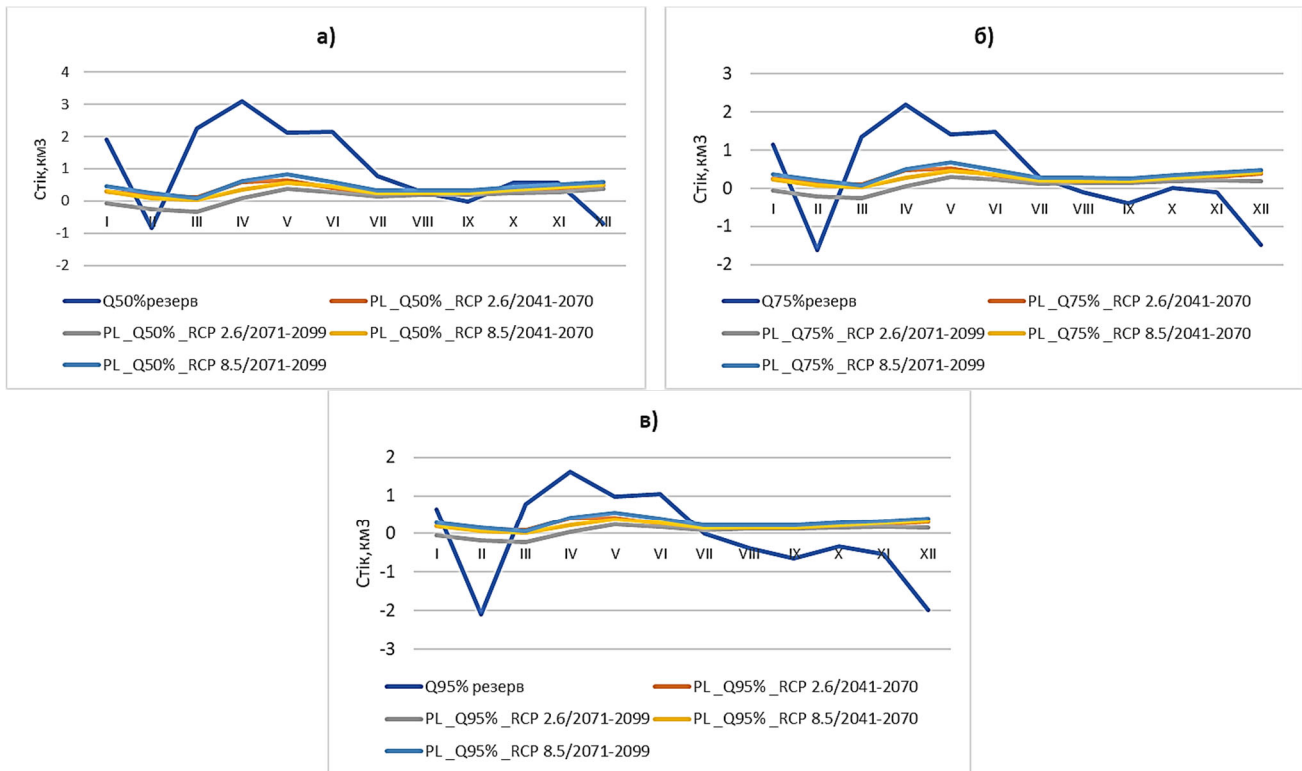 а)
Стік,км3
4
3
2
1
0
-1
-2
I II III IV V VI VII VIII IX X XI XII
Q50%резерв PL _Q50% _RCP 2.6/2041-2070
PL _Q50% _RCP 2.6/2071-2099 PL _Q50% _RCP 8.5/2041-2070
PL _Q50% _RCP 8.5/2071-2099
б)
Стік,км3
3
2
1
0
-1
-2
I II III IV V VI VII VIII IX X XI XII
Q75%резерв PL _Q75% _RCP 2.6/2041-2070
PL _Q75% _RCP 2.6/2071-2099 PL _Q75% _RCP 8.5/2041-2070
PL _Q75% _RCP 8.5/2071-2099
в)
Стік,км3
2
1
0
-1
-2
-3
I II III IV V VI VII VIII IX X XI XII
Q95% резерв PL _Q95% _RCP 2.6/2041-2070
PL _Q95% _RCP 2.6/2071-2099 PL _Q95% _RCP 8.5/2041-2070
PL _Q95% _RCP 8.5/2071-2099